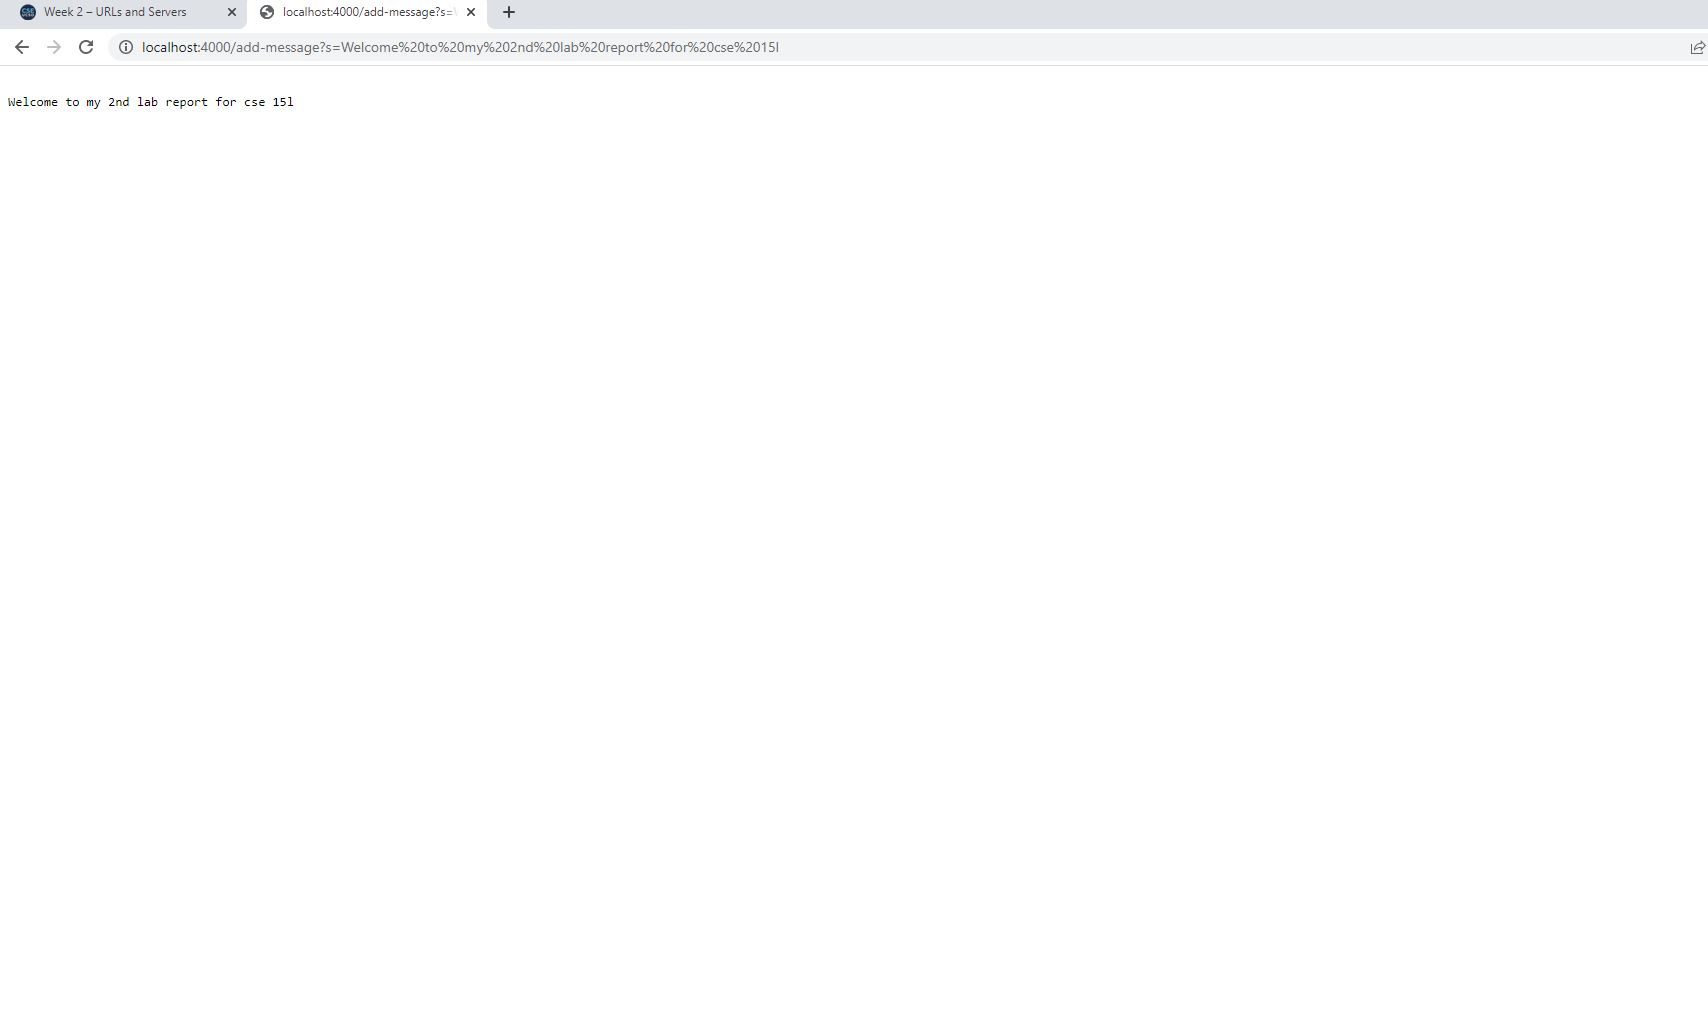 Week 2 – URLs and Servers
localhost:4000/add-message?s=
localhost:4000/add-message?s=Welcome%20to%20my%202nd%20lab%20report%20for%20cse%2015l
Welcome to my 2nd lab report for cse 15l